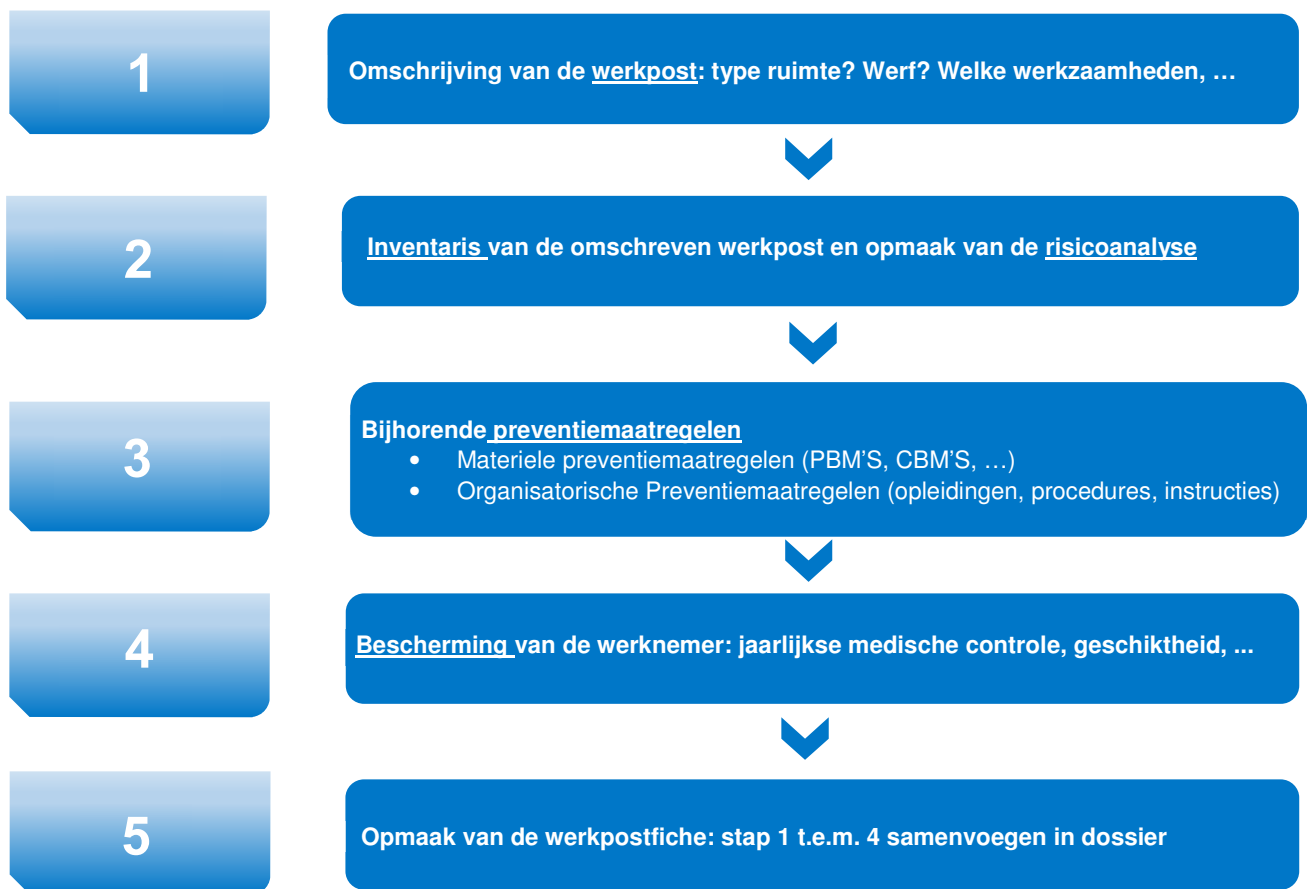 1
Omschrijving van de werkpost: type ruimte? Werf? Welke werkzaamheden, …
2
Inventaris van de omschreven werkpost en opmaak van de risicoanalyse
3
Bijhorende preventiemaatregelen
• Materiele preventiemaatregelen (PBM'S, CBM'S, …)
• Organisatorische Preventiemaatregelen (opleidingen, procedures, instructies)
4
Bescherming van de werknemer: jaarlijkse medische controle, geschiktheid, ...
5
Opmaak van de werkpostfiche: stap 1 t.e.m. 4 samenvoegen in dossier